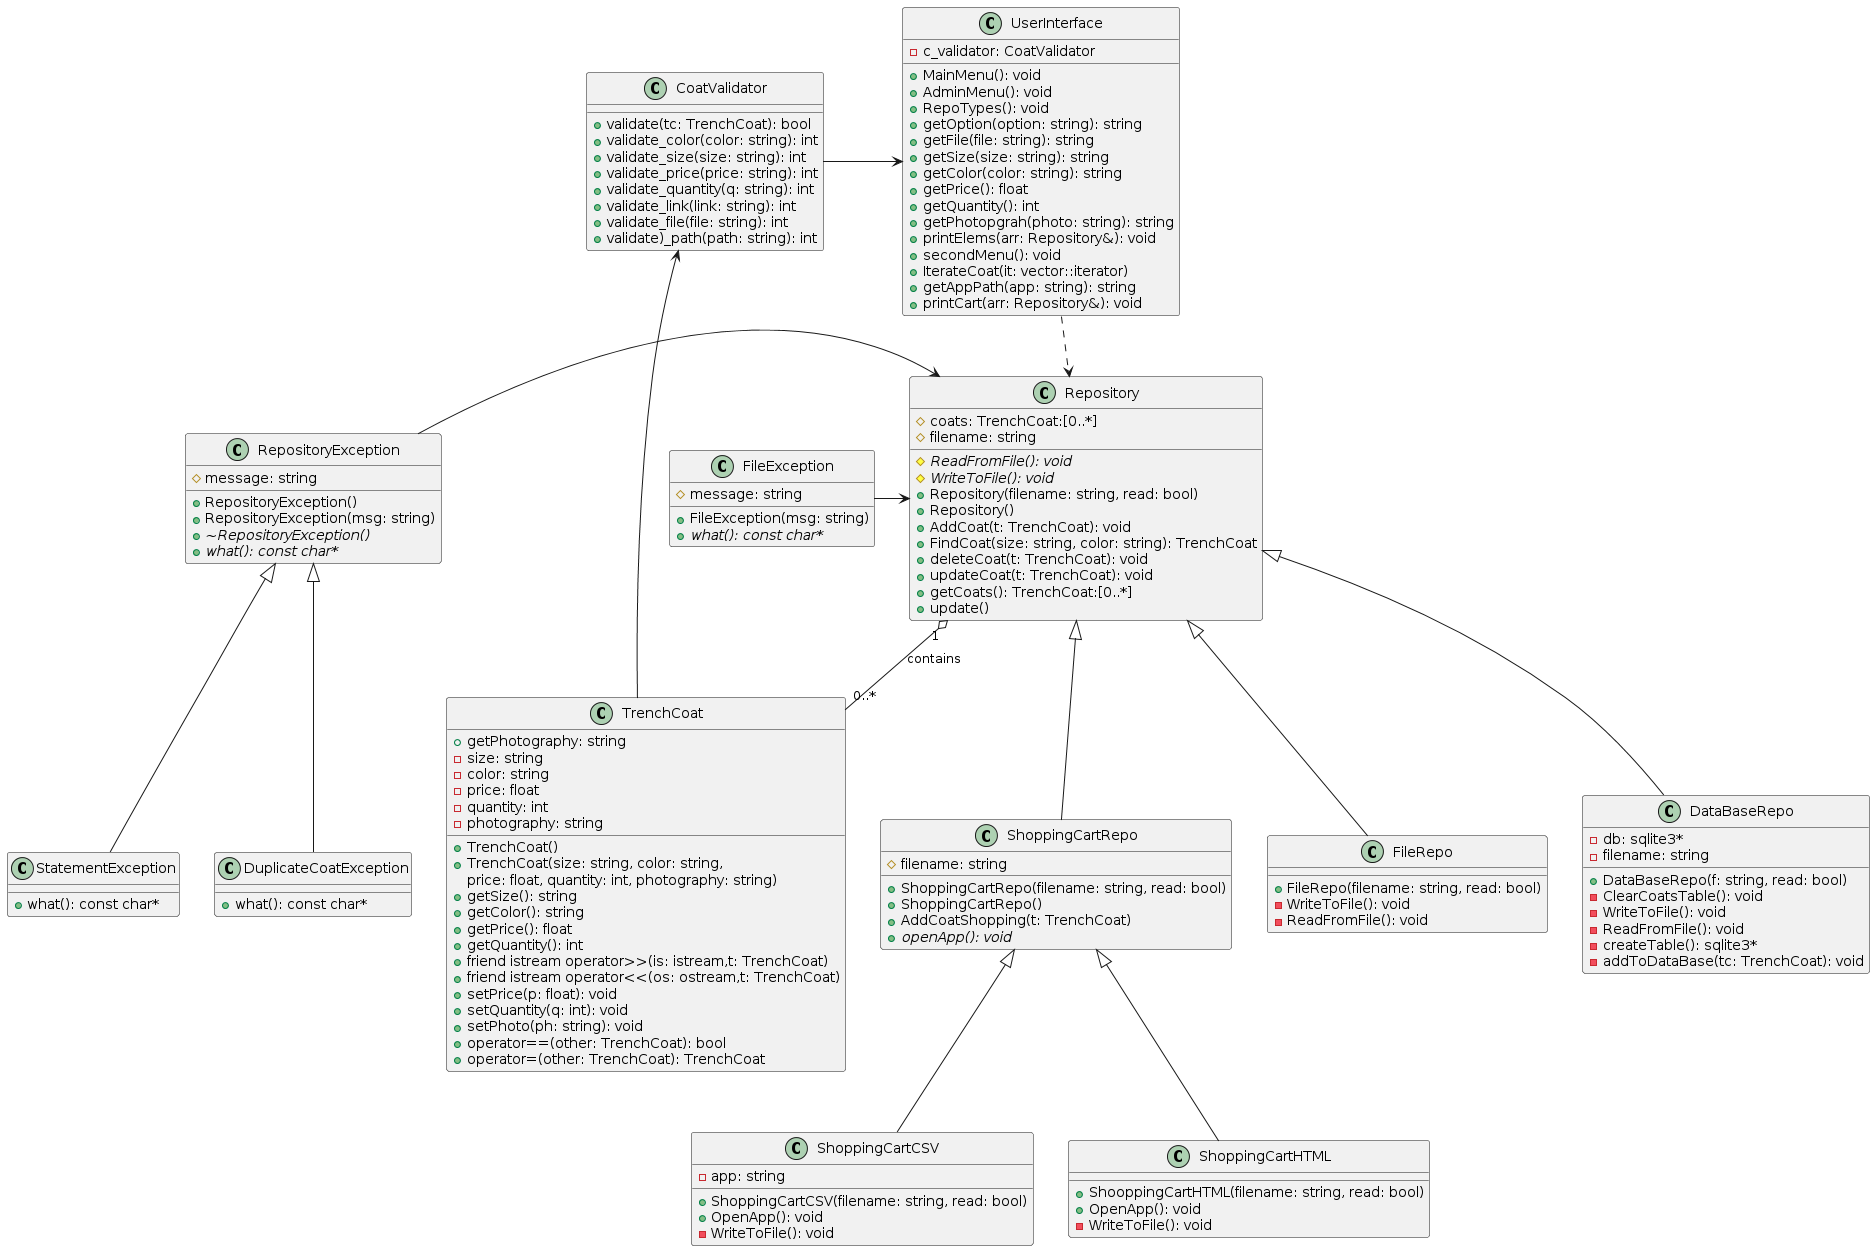 C UserInterface
c_validator: CoatValidator
MainMenu(): void
AdminMenu(): void
RepoTypes(): void
getOption(option: string): string
getFile(file: string): string
getSize(size: string): string
getColor(color: string): string
getPrice(): float
getQuantity(): int
getPhotopgrah(photo: string): string
printElems(arr: Repository&): void
secondMenu(): void
IterateCoat(it: vector::iterator)
getAppPath(app: string): string
printCart(arr: Repository&): void
C CoatValidator
validate(tc: TrenchCoat): bool
validate_color(color: string): int
validate_size(size: string): int
validate_price(price: string): int
validate_quantity(q: string): int
validate_link(link: string): int
validate_file(file: string): int
validate)_path(path: string): int
C Repository
coats: TrenchCoat:[0..*]
filename: string
ReadFromFile(): void
WriteToFile(): void
Repository(filename: string, read: bool)
Repository()
AddCoat(t: TrenchCoat): void
FindCoat(size: string, color: string): TrenchCoat
deleteCoat(t: TrenchCoat): void
updateCoat(t: TrenchCoat): void
getCoats(): TrenchCoat:[0..*]
update()
C RepositoryException
message: string
RepositoryException()
RepositoryException(msg: string)
~RepositoryException()
what(): const char*
C FileException
message: string
FileException(msg: string)
what(): const char*
1
contains
0..*
C TrenchCoat
getPhotography: string
size: string
color: string
price: float
quantity: int
photography: string
TrenchCoat()
TrenchCoat(size: string, color: string,
price: float, quantity: int, photography: string)
getSize(): string
getColor(): string
getPrice(): float
getQuantity(): int
friend istream operator>>(is: istream,t: TrenchCoat)
friend istream operator<<(os: ostream,t: TrenchCoat)
setPrice(p: float): void
setQuantity(q: int): void
setPhoto(ph: string): void
operator==(other: TrenchCoat): bool
operator=(other: TrenchCoat): TrenchCoat
C StatementException
what(): const char*
C DuplicateCoatException
what(): const char*
C ShoppingCartRepo
filename: string
ShoppingCartRepo(filename: string, read: bool)
ShoppingCartRepo()
AddCoatShopping(t: TrenchCoat)
openApp(): void
C FileRepo
FileRepo(filename: string, read: bool)
WriteToFile(): void
ReadFromFile(): void
C DataBaseRepo
db: sqlite3*
filename: string
DataBaseRepo(f: string, read: bool)
ClearCoatsTable(): void
WriteToFile(): void
ReadFromFile(): void
createTable(): sqlite3*
addToDataBase(tc: TrenchCoat): void
C ShoppingCartCSV
app: string
ShoppingCartCSV(filename: string, read: bool)
OpenApp(): void
WriteToFile(): void
C ShoppingCartHTML
ShooppingCartHTML(filename: string, read: bool)
OpenApp(): void
WriteToFile(): void